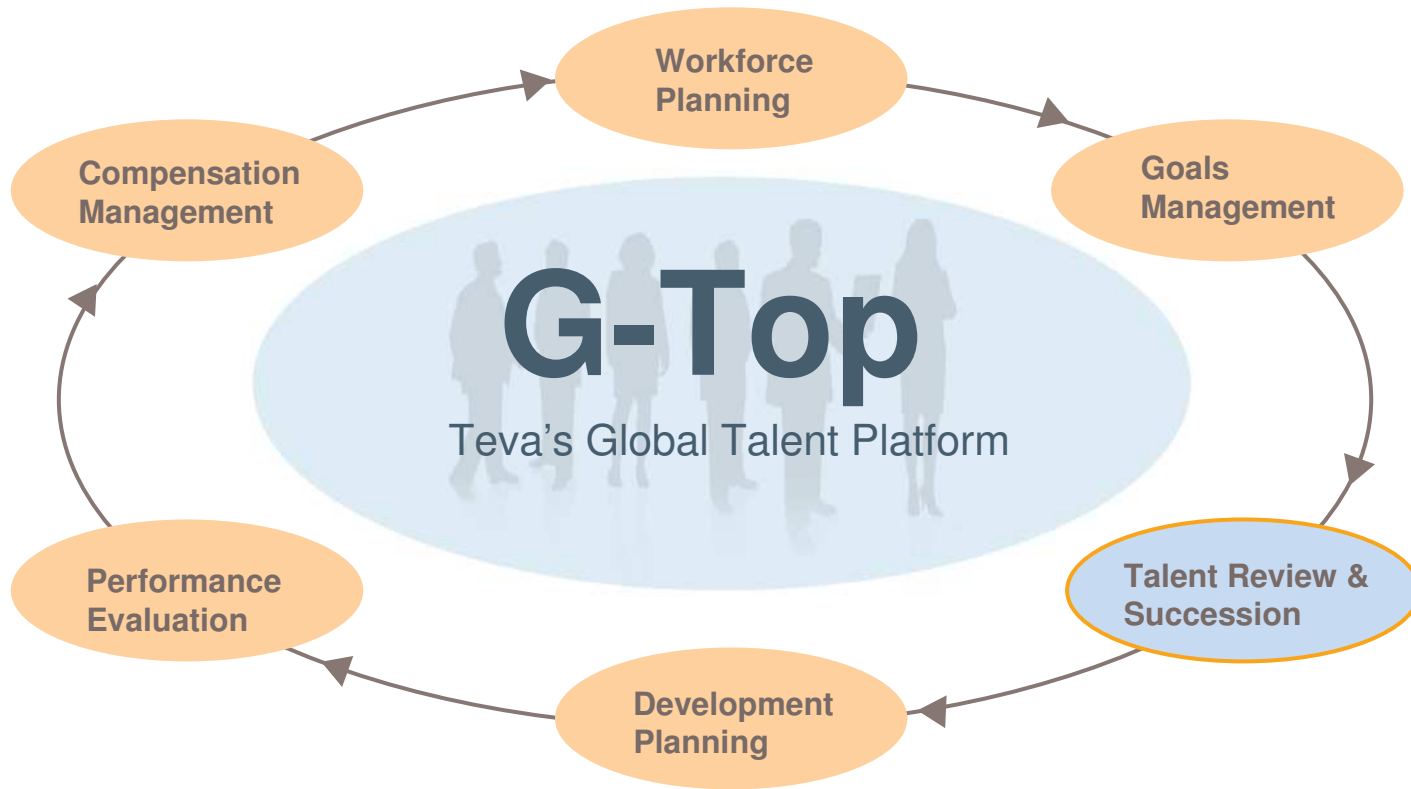 Workforce
Planning
Goals
Management
Talent Review &
Succession
Development
Planning
Performance
Evaluation
Compensation
Management
G-Top
Teva’s Global Talent Platform